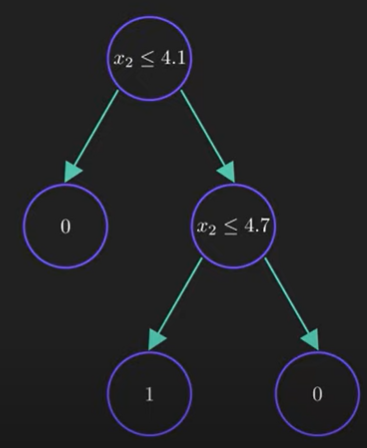 x₂ ≤ 4.1
0
x₂ ≤ 4.7
1
0